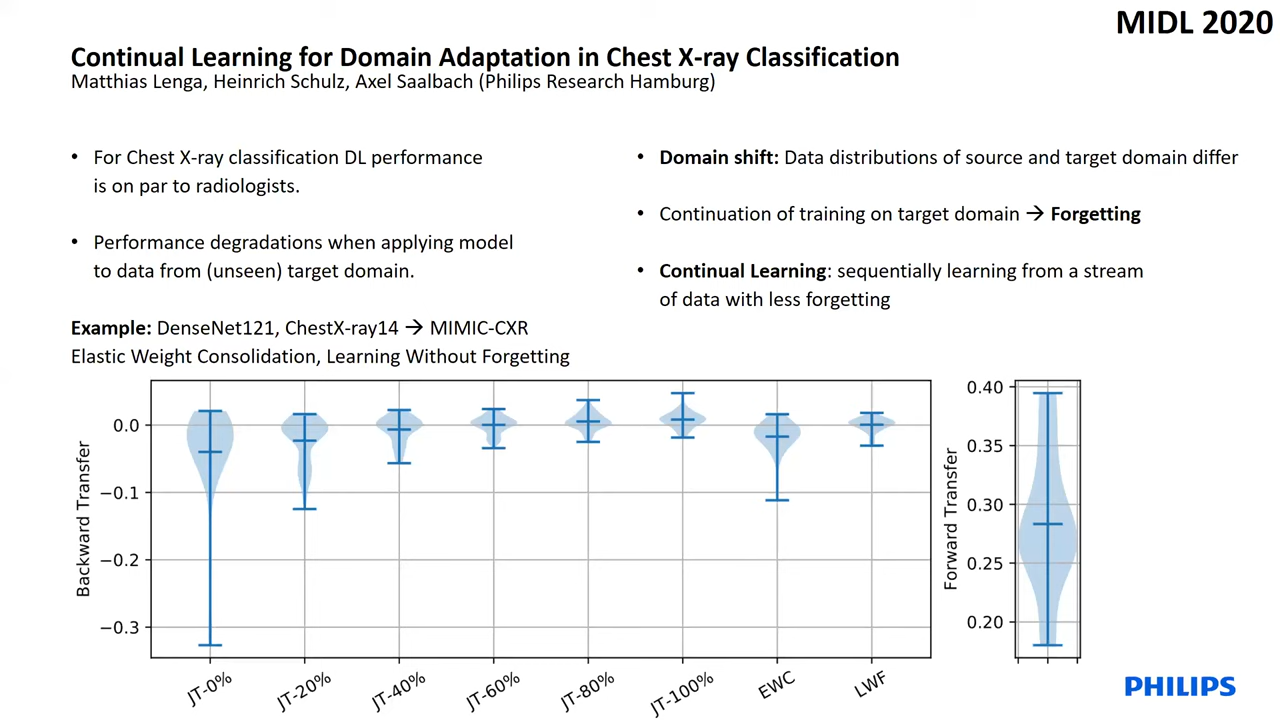 MIDL 2020
Continual Learning for Domain Adaptation in Chest X-ray Classification
Matthias Lenga, Heinrich Schulz, Axel Saalbach (Philips Research Hamburg)
• For Chest X-ray classification DL performance
is on par to radiologists.
• Performance degradations when applying model
to data from (unseen) target domain.
Example: DenseNet121, ChestX-ray14 → MIMIC-CXR
Elastic Weight Consolidation, Learning Without Forgetting
• Domain shift: Data distributions of source and target domain differ
• Continuation of training on target domain → Forgetting
• Continual Learning: sequentially learning from a stream
of data with less forgetting
Backward Transfer
0.0
−0.1
−0.2
−0.3
JT-0%
JT-20%
JT-40%
JT-60%
JT-80%
JT-100%
EWC
LWF
Forward Transfer
0.40
0.35
0.30
0.25
0.20
PHILIPS